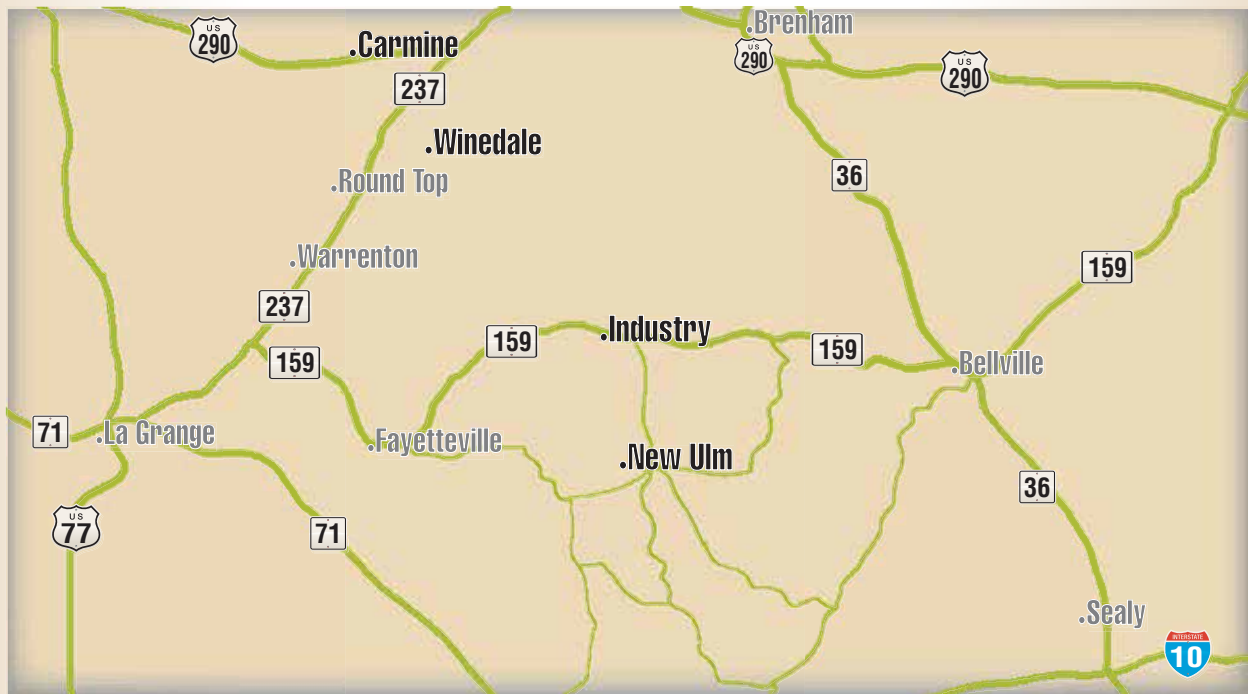 .Brenham
US
290
.Carmine
US
290
US
290
237
.Winedale
36
.Round Top
.Warrenton
159
237
.Industry
159
159
159
.Bellville
71
.La Grange
.Fayetteville
.New Ulm
36
US
77
71
.Sealy
INTERSTATE
10